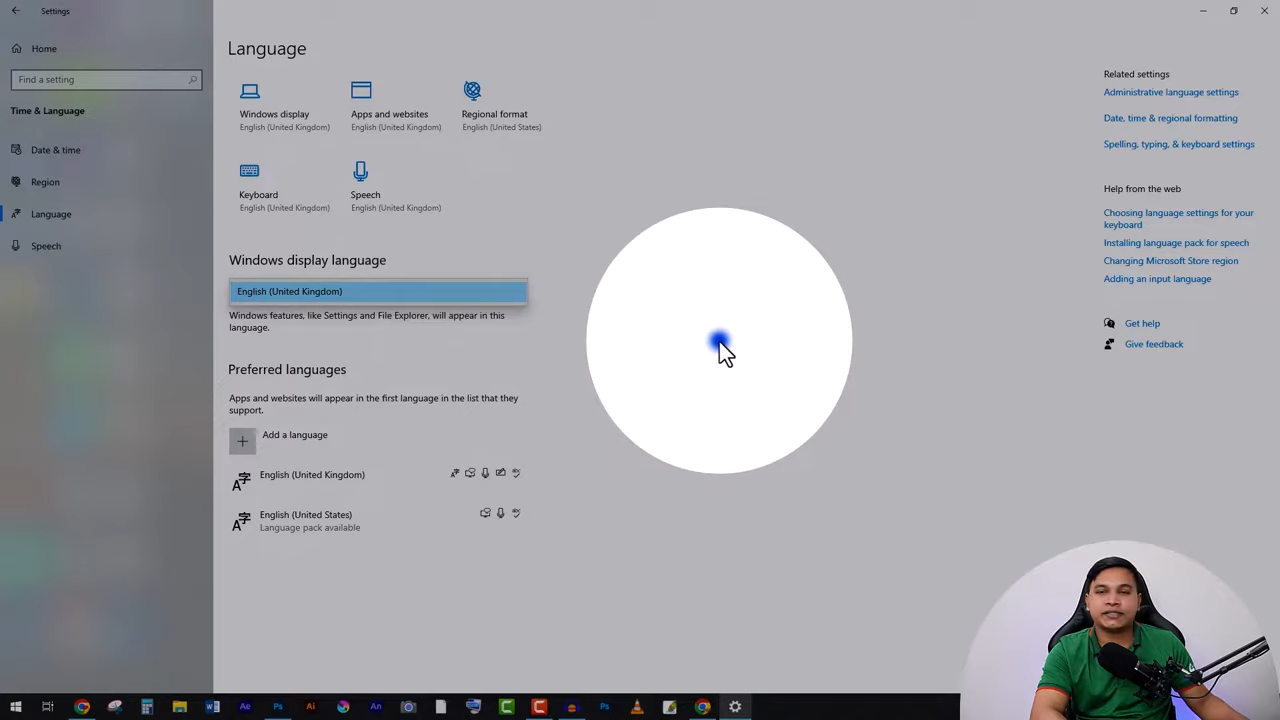 Settings
Home
Find a setting
Time & Language
Date & time
Region
Language
Speech
Language
Windows display
English (United Kingdom)
Apps and websites
English (United Kingdom)
Regional format
English (United States)
Keyboard
English (United Kingdom)
Speech
English (United Kingdom)
Windows display language
English (United Kingdom)
Windows features, like Settings and File Explorer, will appear in this
language.
Preferred languages
Apps and websites will appear in the first language in the list that they
support.
Add a language
English (United Kingdom)
English (United States)
Language pack available
Related settings
Administrative language settings
Date, time & regional formatting
Spelling, typing, & keyboard settings
Help from the web
Choosing language settings for your
keyboard
Installing language pack for speech
Changing Microsoft Store region
Adding an input language
Get help
Give feedback
Ae
Ps
Ai
An
Ps